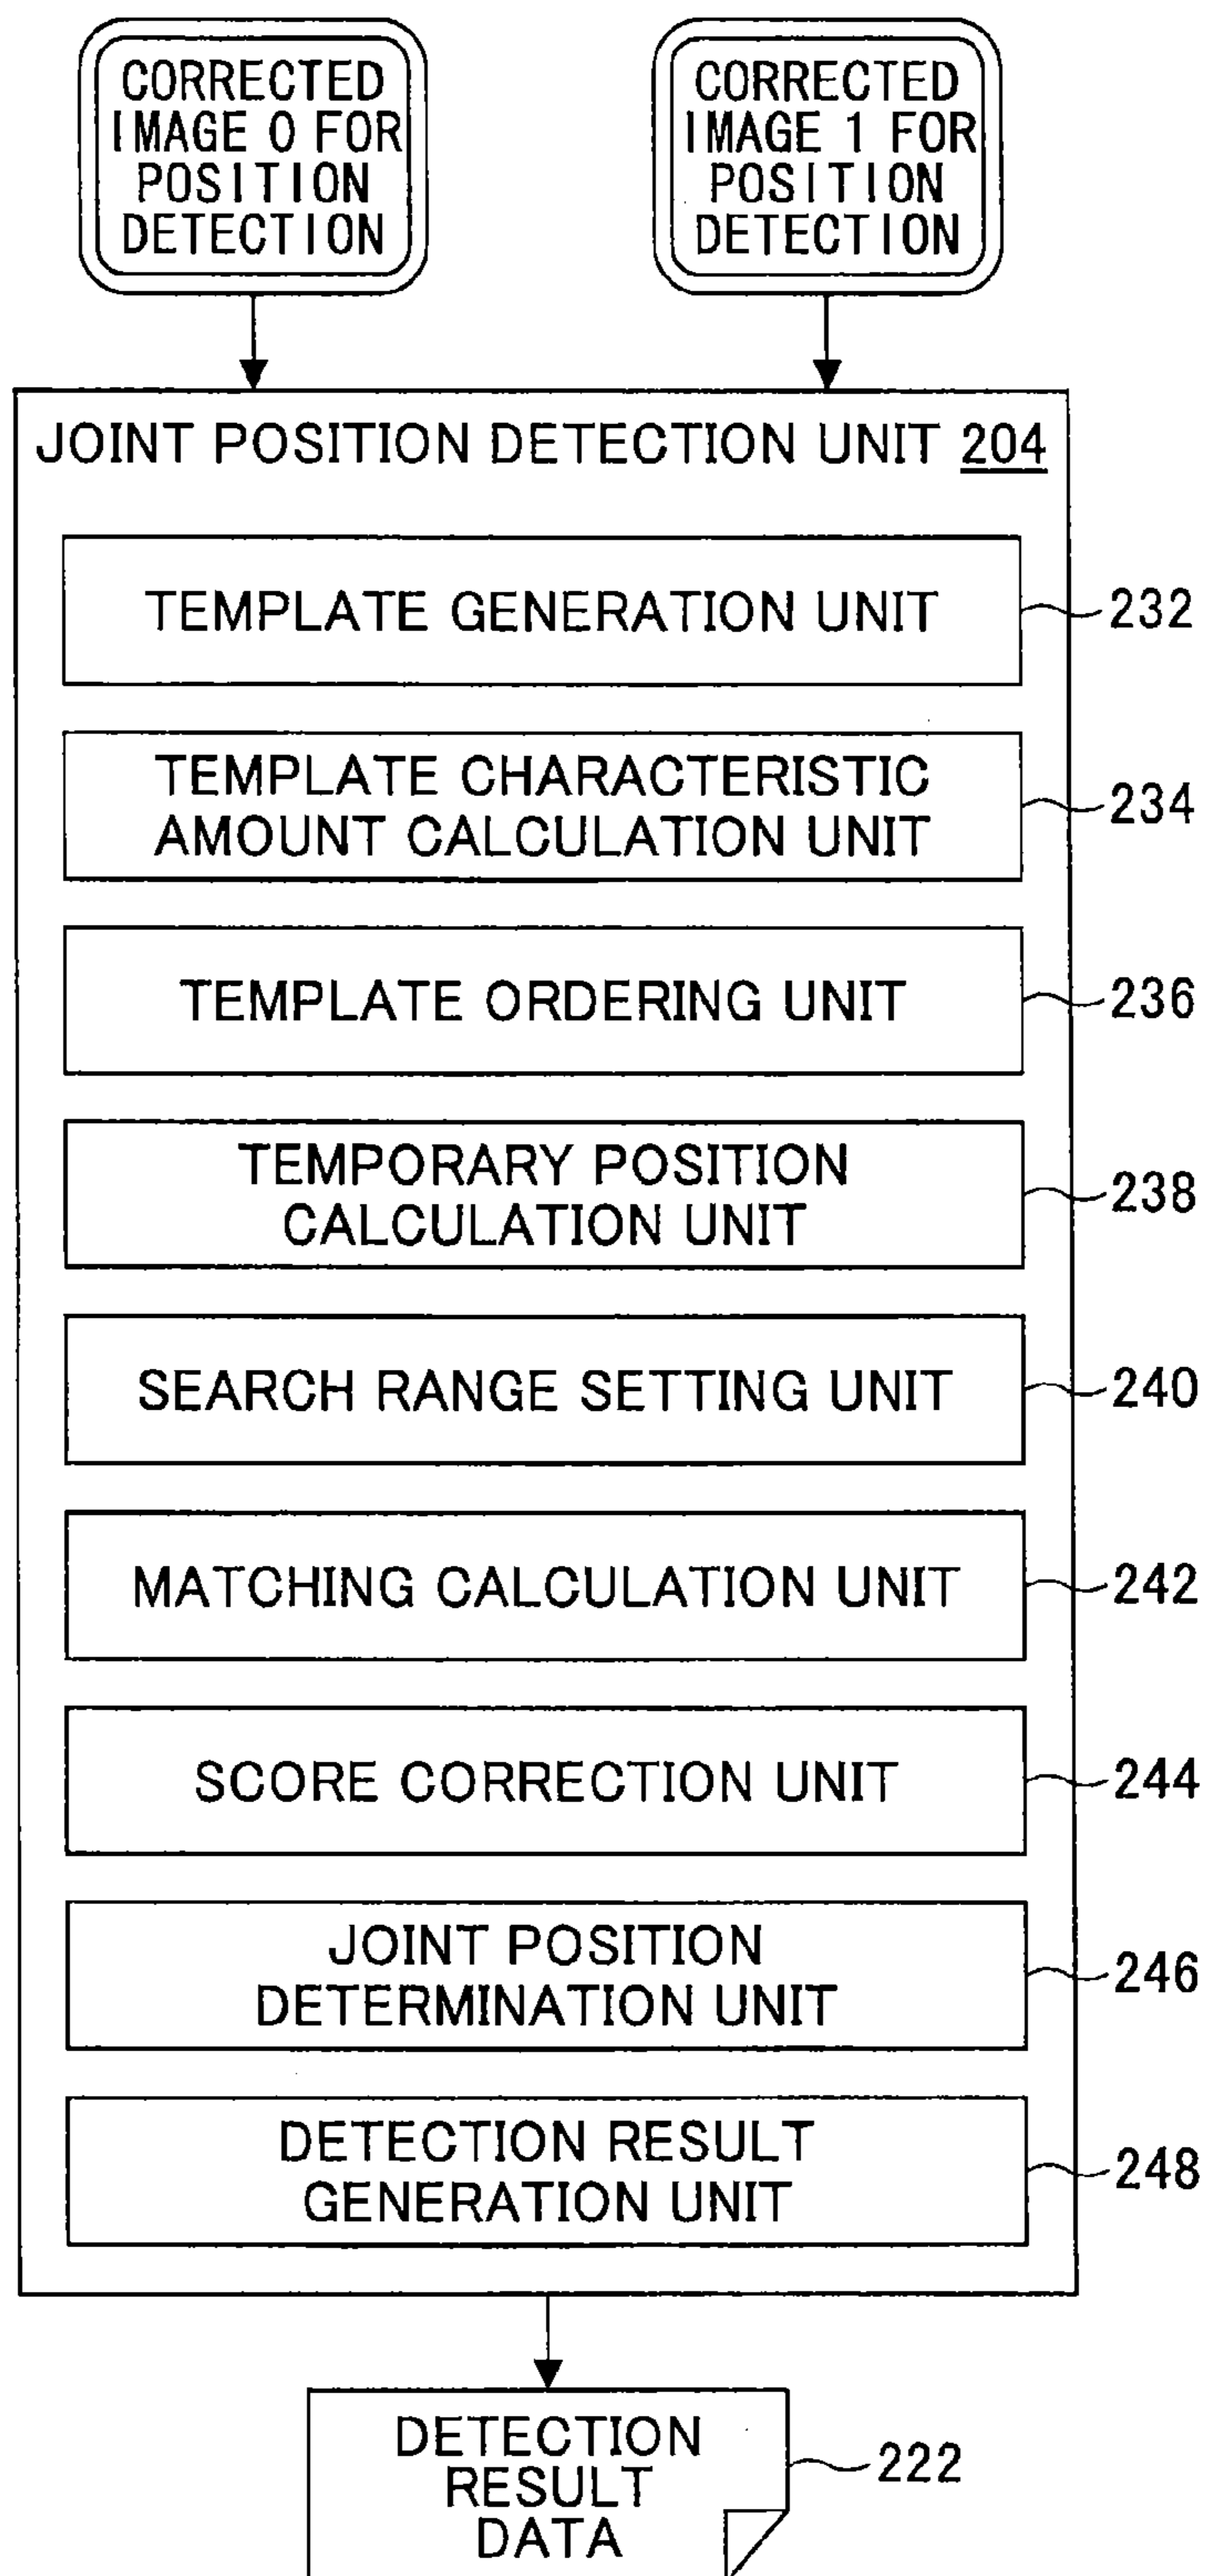 CORRECTED
IMAGE 0 FOR
POSITION
DETECTION
CORRECTED
IMAGE 1 FOR
POSITION
DETECTION
JOINT POSITION DETECTION UNIT 204
TEMPLATE GENERATION UNIT
232
TEMPLATE CHARACTERISTIC
AMOUNT CALCULATION UNIT
234
TEMPLATE ORDERING UNIT
236
TEMPORARY POSITION
CALCULATION UNIT
238
SEARCH RANGE SETTING UNIT
240
MATCHING CALCULATION UNIT
242
SCORE CORRECTION UNIT
244
JOINT POSITION
DETERMINATION UNIT
246
DETECTION RESULT
GENERATION UNIT
248
DETECTION
RESULT
DATA
222